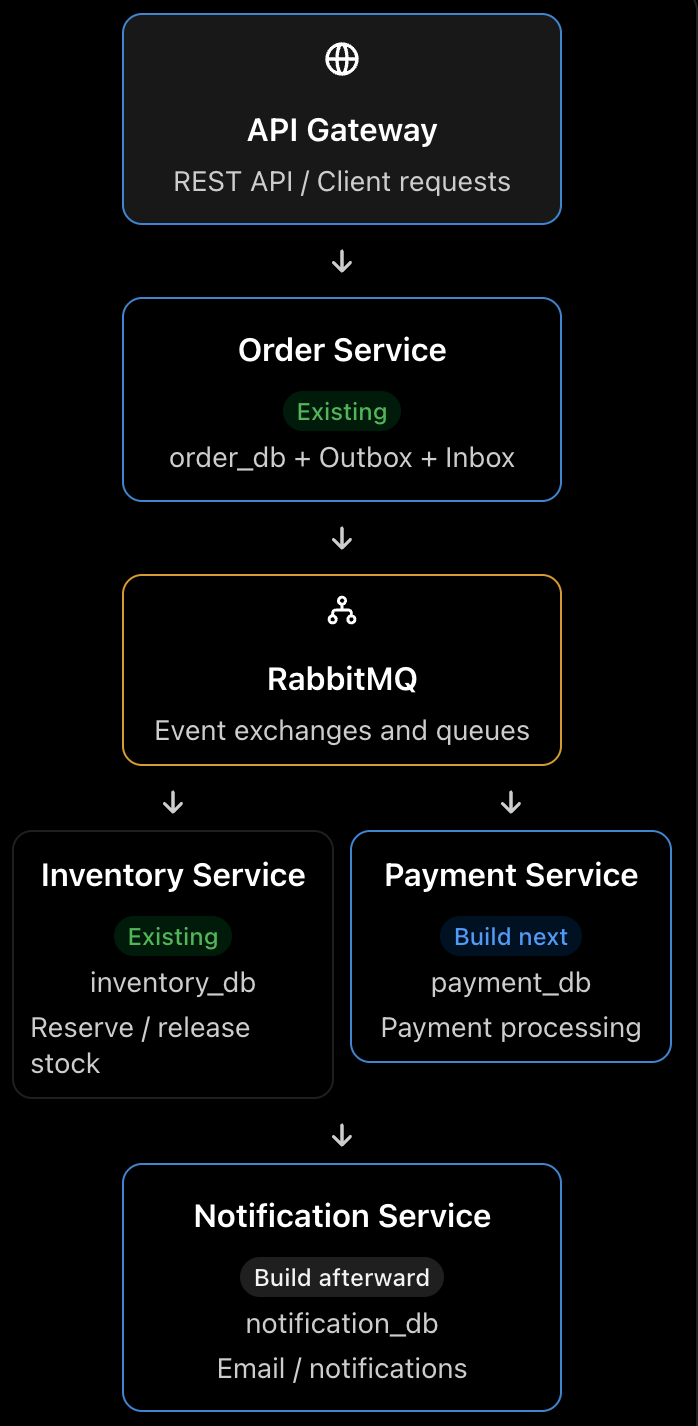 API Gateway
REST API / Client requests
Order Service
Existing
order_db + Outbox + Inbox
RabbitMQ
Event exchanges and queues
Inventory Service
Existing
inventory_db
Reserve / release
stock
Payment Service
Build next
payment_db
Payment processing
Notification Service
Build afterward
notification_db
Email / notifications